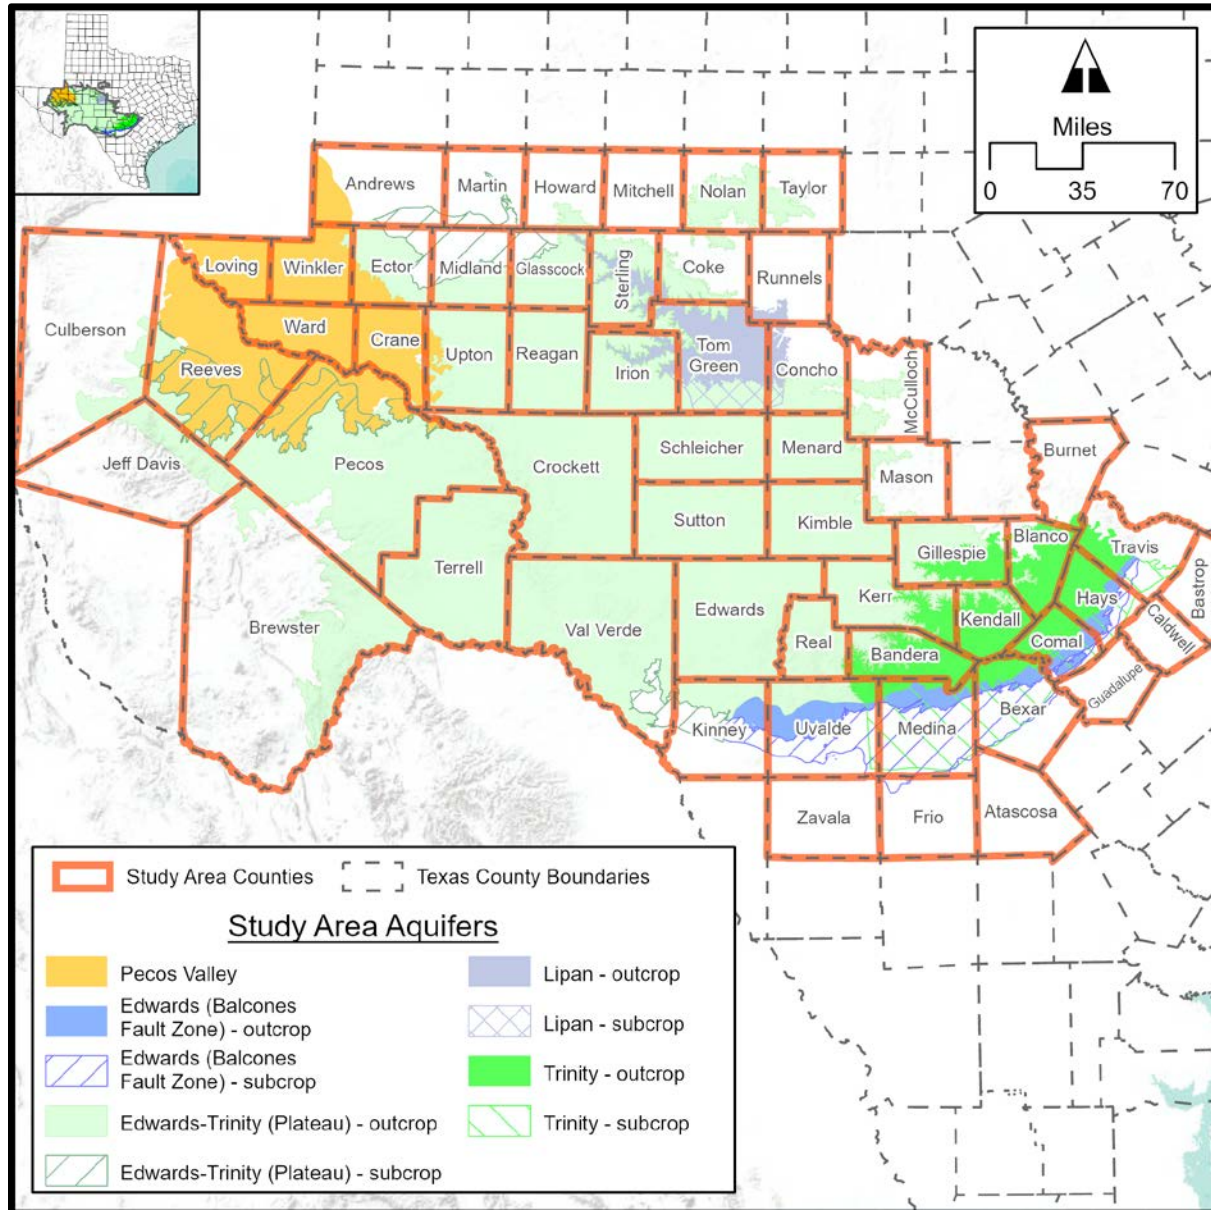 Miles
0 35 70
Andrews
Martin
Howard
Mitchell
Nolan
Taylor
Loving
Winkler
Ector
Midland
Glasscock
Sterling
Coke
Runnels
Culberson
Ward
Crane
Upton
Reagan
Irion
Tom
Green
Concho
McCulloch
Reeves
Jeff Davis
Pecos
Crockett
Schleicher
Menard
Mason
Burnet
Sutton
Kimble
Gillespie
Blanco
Travis
Bastrop
Terrell
Edwards
Kerr
Kendall
Hays
Caldwell
Brewster
Val Verde
Real
Bandera
Comal
Guadalupe
Kinney
Uvalde
Medina
Bexar
Zavala
Frio
Atascosa
Study Area Counties
Texas County Boundaries
Study Area Aquifers
Pecos Valley
Edwards (Balcones
Fault Zone) - outcrop
Edwards (Balcones
Fault Zone) - subcrop
Edwards-Trinity (Plateau) - outcrop
Edwards-Trinity (Plateau) - subcrop
Lipan - outcrop
Lipan - subcrop
Trinity - outcrop
Trinity - subcrop